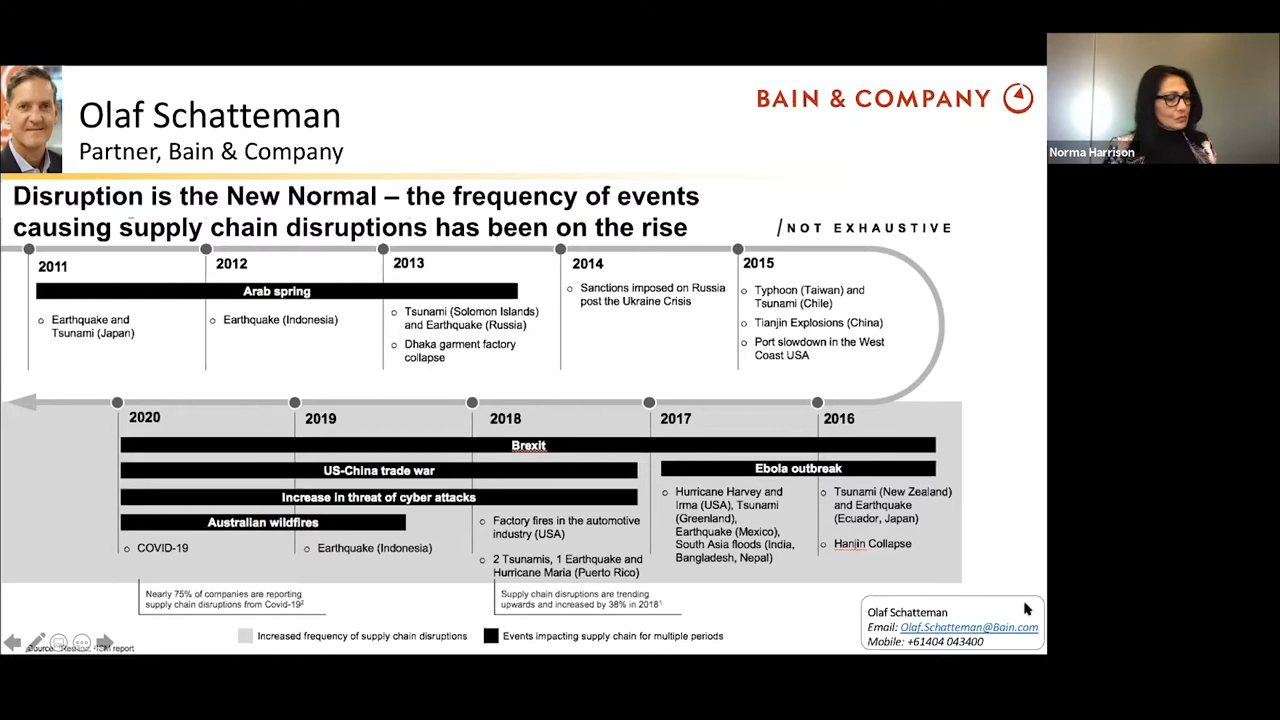 Olaf Schatteman
Partner, Bain & Company
BAIN & COMPANY
Norma Harrison
Disruption is the New Normal – the frequency of events
causing supply chain disruptions has been on the rise
NOT EXHAUSTIVE
2011
2012
2013
2014
2015
Arab spring
Earthquake and
Tsunami (Japan)
Earthquake (Indonesia)
Tsunami (Solomon Islands)
and Earthquake (Russia)
Dhaka garment factory
collapse
Sanctions imposed on Russia
post the Ukraine Crisis
Typhoon (Taiwan) and
Tsunami (Chile)
Tianjin Explosions (China)
Port slowdown in the West
Coast USA
2020
2019
2018
2017
2016
Brexit
US-China trade war
Ebola outbreak
Increase in threat of cyber attacks
Australian wildfires
COVID-19
Earthquake (Indonesia)
Factory fires in the automotive
industry (USA)
2 Tsunamis, 1 Earthquake and
Hurricane Maria (Puerto Rico)
Hurricane Harvey and
Irma (USA), Tsunami
(Greenland),
Earthquake (Mexico),
South Asia floods (India,
Bangladesh, Nepal)
Tsunami (New Zealand)
and Earthquake
(Ecuador, Japan)
Hanjin Collapse
Nearly 75% of companies are reporting
supply chain disruptions from Covid-19²
Supply chain disruptions are trending
upwards and increased by 38% in 2018¹
Increased frequency of supply chain disruptions
Events impacting supply chain for multiple periods
Olaf Schatteman
Email: Olaf.Schatteman@Bain.com
Mobile: +61404 043400
report